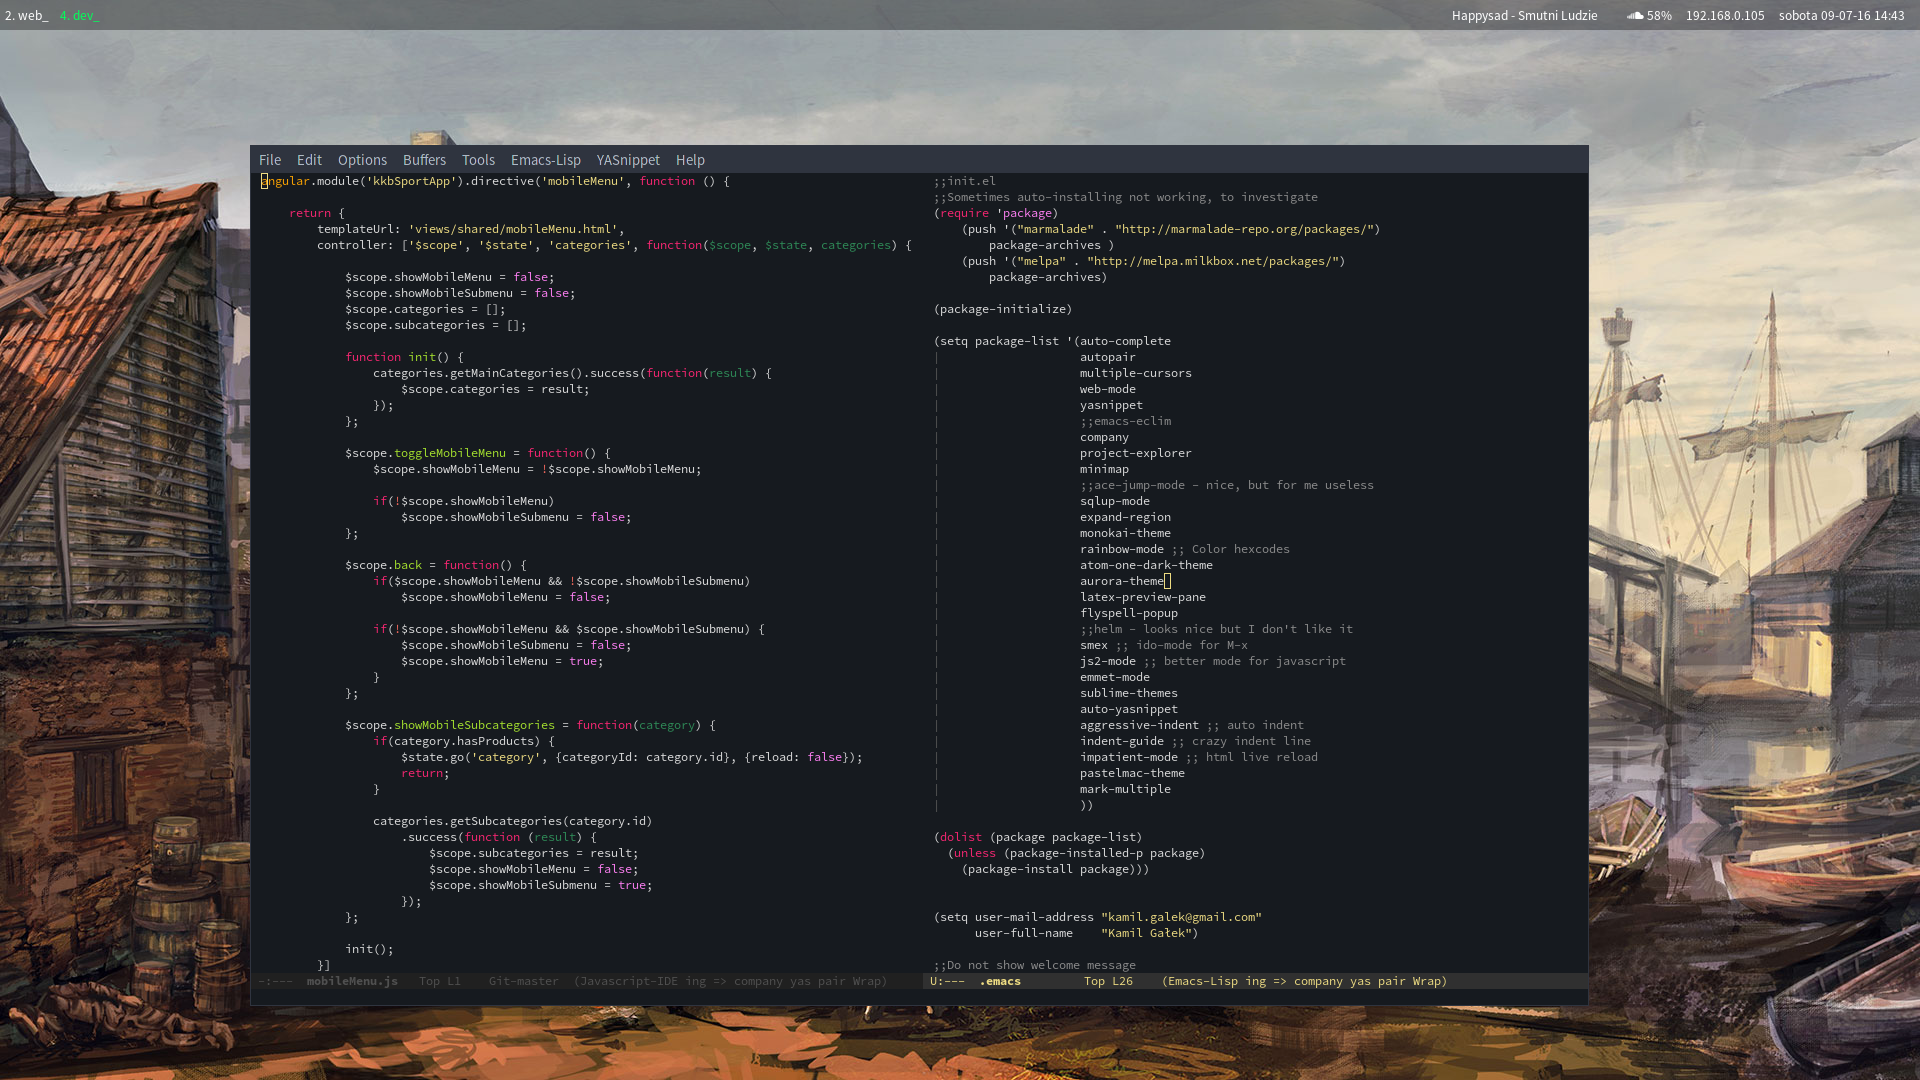 2. web_ 4. dev_
Happysad - Smutni Ludzie 58% 192.168.0.105 sobota 09-07-16 14:43
File Edit Options Buffers Tools Emacs-Lisp YASnippet Help
angular.module('kkbSportApp').directive('mobileMenu', function () {
return {
templateUrl: 'views/shared/mobileMenu.html',
controller: ['$scope', '$state', 'categories', function($scope, $state, categories) {
$scope.showMobileMenu = false;
$scope.showMobileSubmenu = false;
$scope.categories = [];
$scope.subcategories = [];
function init() {
categories.getMainCategories().success(function(result) {
$scope.categories = result;
});
};
$scope.toggleMobileMenu = function() {
$scope.showMobileMenu = !$scope.showMobileMenu;
if(!$scope.showMobileMenu)
$scope.showMobileSubmenu = false;
};
$scope.back = function() {
if($scope.showMobileMenu && !$scope.showMobileSubmenu)
$scope.showMobileMenu = false;
if(!$scope.showMobileMenu && $scope.showMobileSubmenu) {
$scope.showMobileSubmenu = false;
$scope.showMobileMenu = true;
}
};
$scope.showMobileSubcategories = function(category) {
if(category.hasProducts) {
$state.go('category', {categoryId: category.id}, {reload: false});
return;
}
categories.getSubcategories(category.id)
.success(function (result) {
$scope.subcategories = result;
$scope.showMobileMenu = false;
$scope.showMobileSubmenu = true;
});
};
init();
}]
-:--- mobileMenu.js Top L1 Git-master (Javascript-IDE ing => company yas pair Wrap)
;;init.el
;;Sometimes auto-installing not working, to investigate
(require 'package)
(push '("marmalade" . "http://marmalade-repo.org/packages/")
package-archives )
(push '("melpa" . "http://melpa.milkbox.net/packages/")
package-archives)
(package-initialize)
(setq package-list '(auto-complete
autopair
multiple-cursors
web-mode
yasnippet
;;emacs-eclim
company
project-explorer
minimap
;;ace-jump-mode - nice, but for me useless
sqlup-mode
expand-region
monokai-theme
rainbow-mode ;; Color hexcodes
atom-one-dark-theme
aurora-theme
latex-preview-pane
flyspell-popup
;;helm - looks nice but I don't like it
smex ;; ido-mode for M-x
js2-mode ;; better mode for javascript
emmet-mode
sublime-themes
auto-yasnippet
aggressive-indent ;; auto indent
indent-guide ;; crazy indent line
impatient-mode ;; html live reload
pastelmac-theme
mark-multiple
))
(dolist (package package-list)
(unless (package-installed-p package)
(package-install package)))
(setq user-mail-address "kamil.galek@gmail.com"
user-full-name "Kamil Gałek")
;;Do not show welcome message
U:--- .emacs Top L26 (Emacs-Lisp ing => company yas pair Wrap)